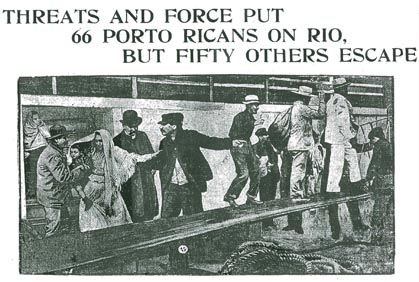 THREATS AND FORCE PUT
66 PORTO RICANS ON RIO,
BUT FIFTY OTHERS ESCAPE